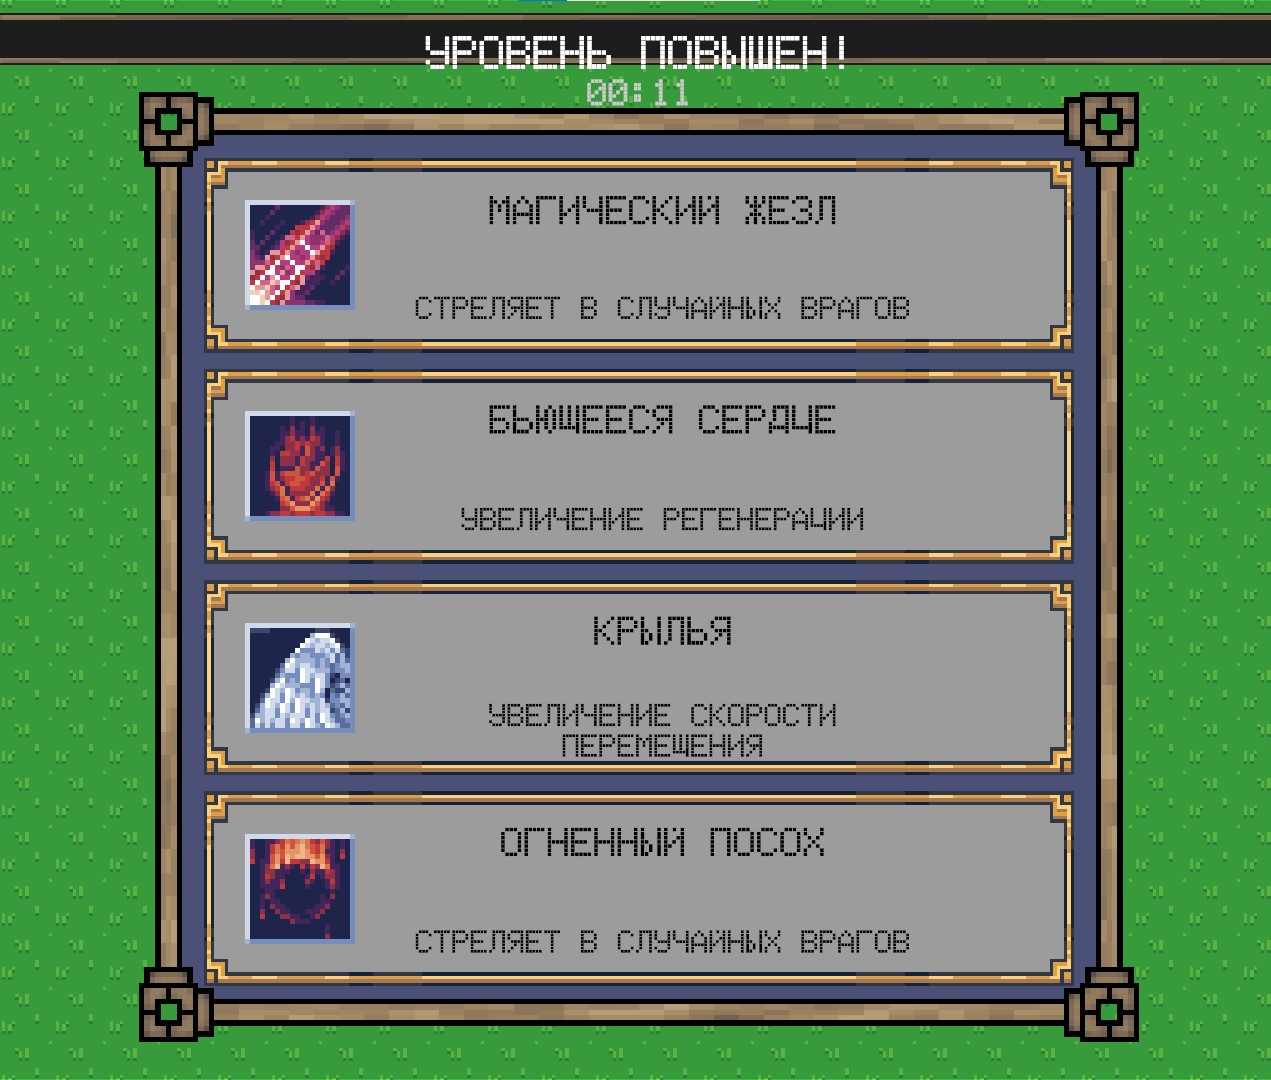 УРОВЕНЬ ПОВЫШЕН!
00:11
МАГИЧЕСКИЙ ЖЕЗЛ
СТРЕЛЯЕТ В СЛУЧАЙНЫХ ВРАГОВ
БЬЮЩЕЕСЯ СЕРДЦЕ
УВЕЛИЧЕНИЕ РЕГЕНЕРАЦИИ
КРЫЛЬЯ
УВЕЛИЧЕНИЕ СКОРОСТИ
ПЕРЕМЕЩЕНИЯ
ОГНЕННЫЙ ПОСОХ
СТРЕЛЯЕТ В СЛУЧАЙНЫХ ВРАГОВ